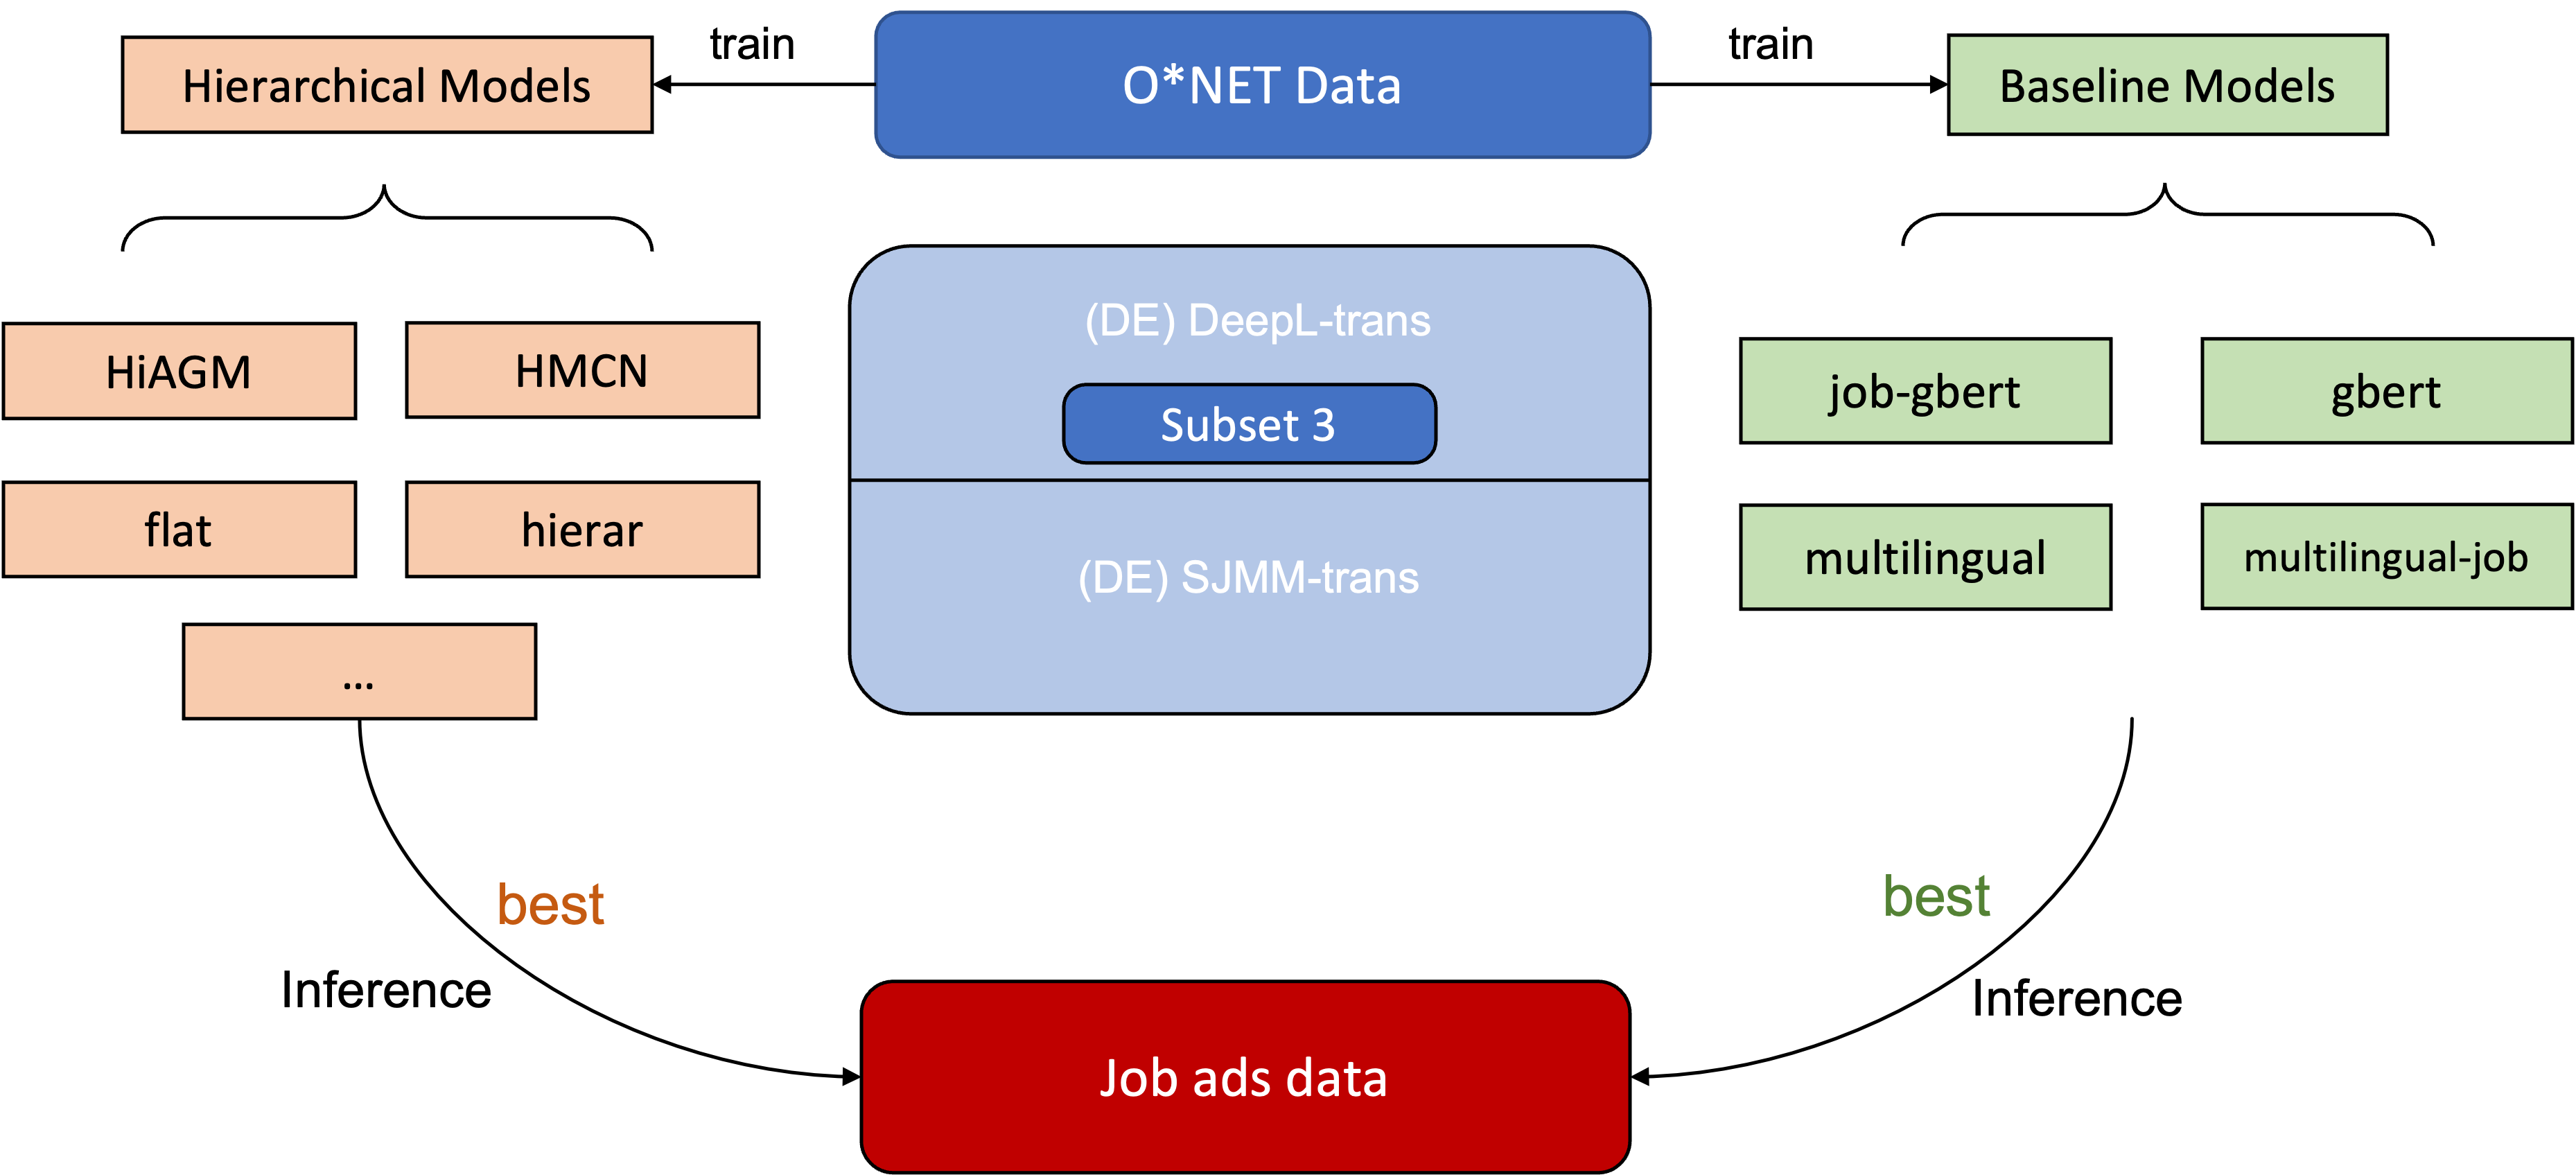 train
train
Hierarchical Models
O*NET Data
Baseline Models
(DE) DeepL-trans
HiAGM
HMCN
job-gbert
gbert
Subset 3
flat
hierar
multilingual
multilingual-job
(DE) SJMM-trans
...
best
best
Inference
Inference
Job ads data